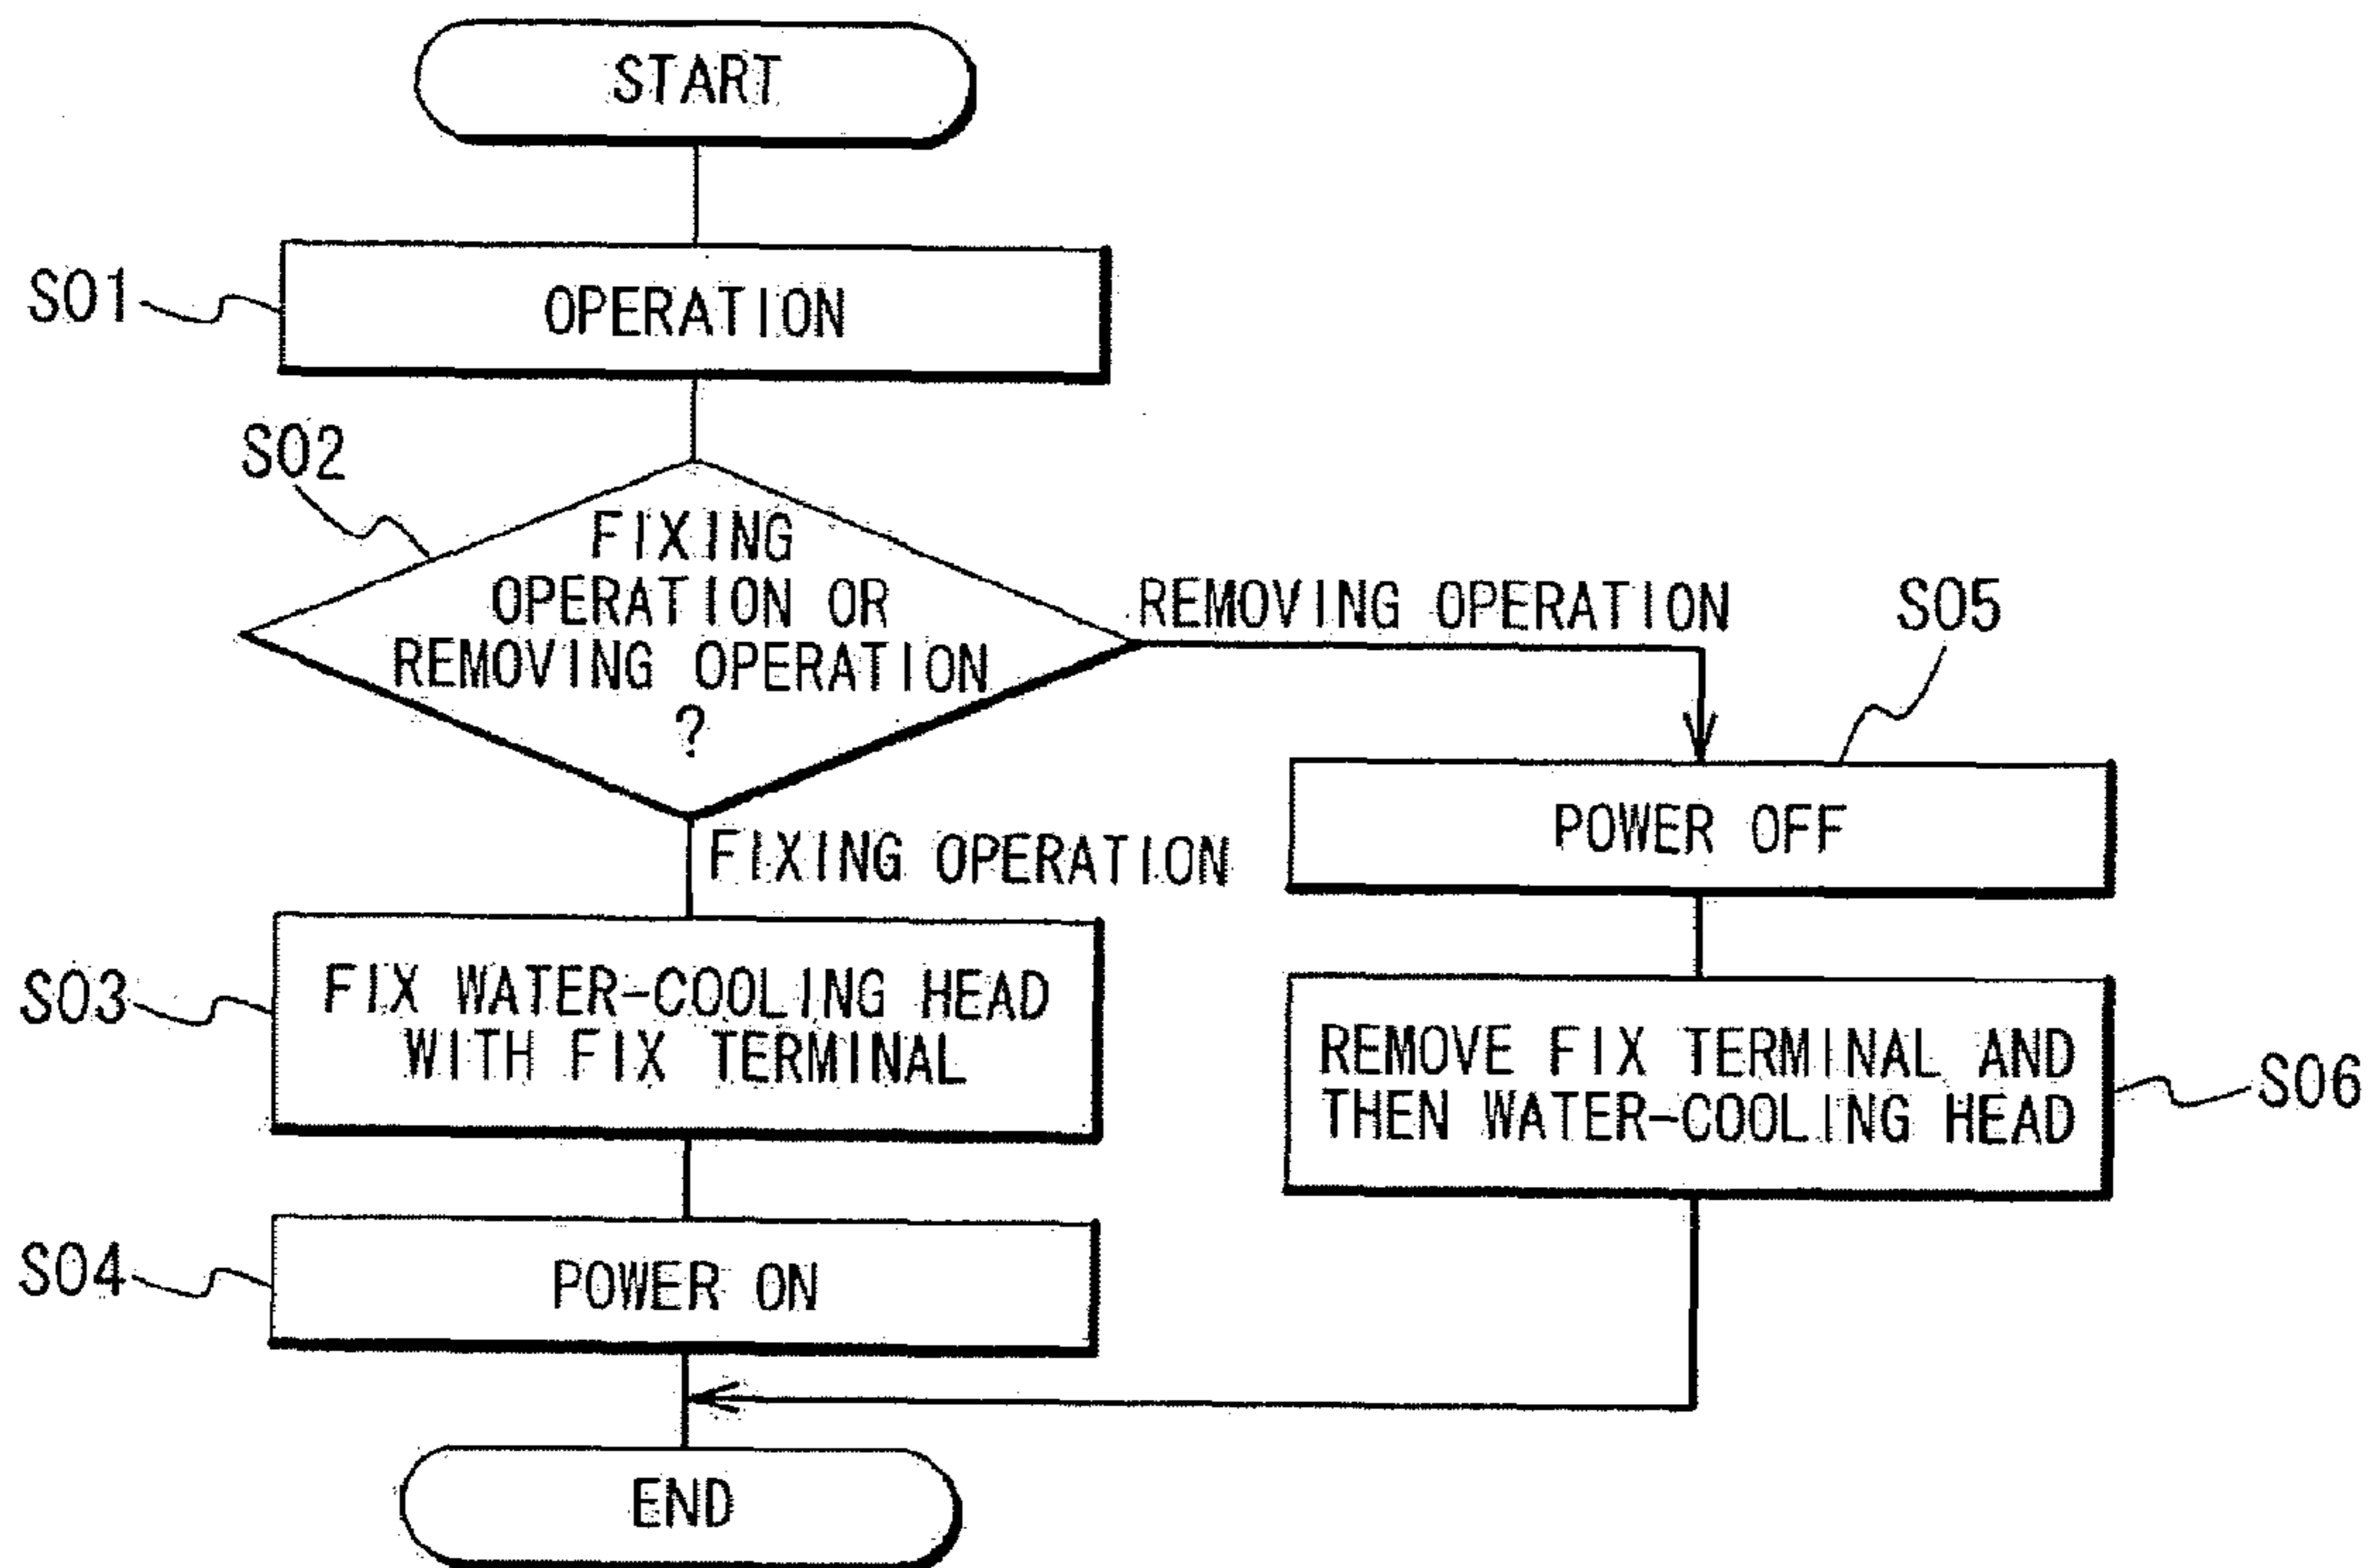 START
S01
OPERATION
S02
FIXING
OPERATION OR
REMOVING OPERATION
?
REMOVING OPERATION
S05
POWER OFF
FIXING OPERATION
S03
FIX WATER-COOLING HEAD
WITH FIX TERMINAL
REMOVE FIX TERMINAL AND
THEN WATER-COOLING HEAD
S06
S04
POWER ON
END